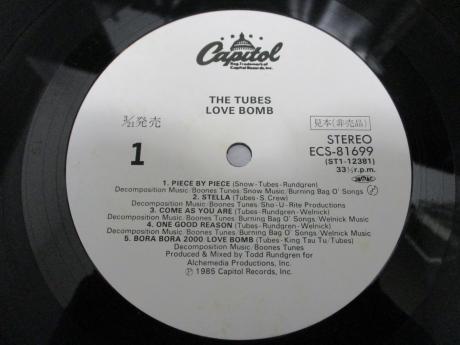 Capitol
Reg. Trademark of
Capitol Records, Inc.
THE TUBES
LOVE BOMB
3/21発売
見本(非売品)
1
STEREO
ECS-81699
(ST1-12381)
33⅓r.p.m.
1. PIECE BY PIECE (Snow-Tubes-Rundgren)
Decomposition Music/Boones Tunes/Snow Music/Burning Bag O' Songs
2. STELLA (Tubes-S. Crew)
Decomposition Music/Boones Tunes/Sho-U-Rite Productions
3. COME AS YOU ARE (Tubes-Rundgren-Welnick)
Decomposition Music/Boones Tunes/Burning Bag O' Songs/Welnick Music
4. ONE GOOD REASON (Tubes-Rundgren-Welnick)
Decomposition Music/Boones Tunes/Burning Bag O' Songs/Welnick Music
5. BORA BORA 2000/LOVE BOMB (Tubes-King Tau Tu/Tubes)
Decomposition Music/Boones Tunes
Produced & Mixed by Todd Rundgren for
Alchemedia Productions, Inc.
Ⓟ1985 Capitol Records, Inc.